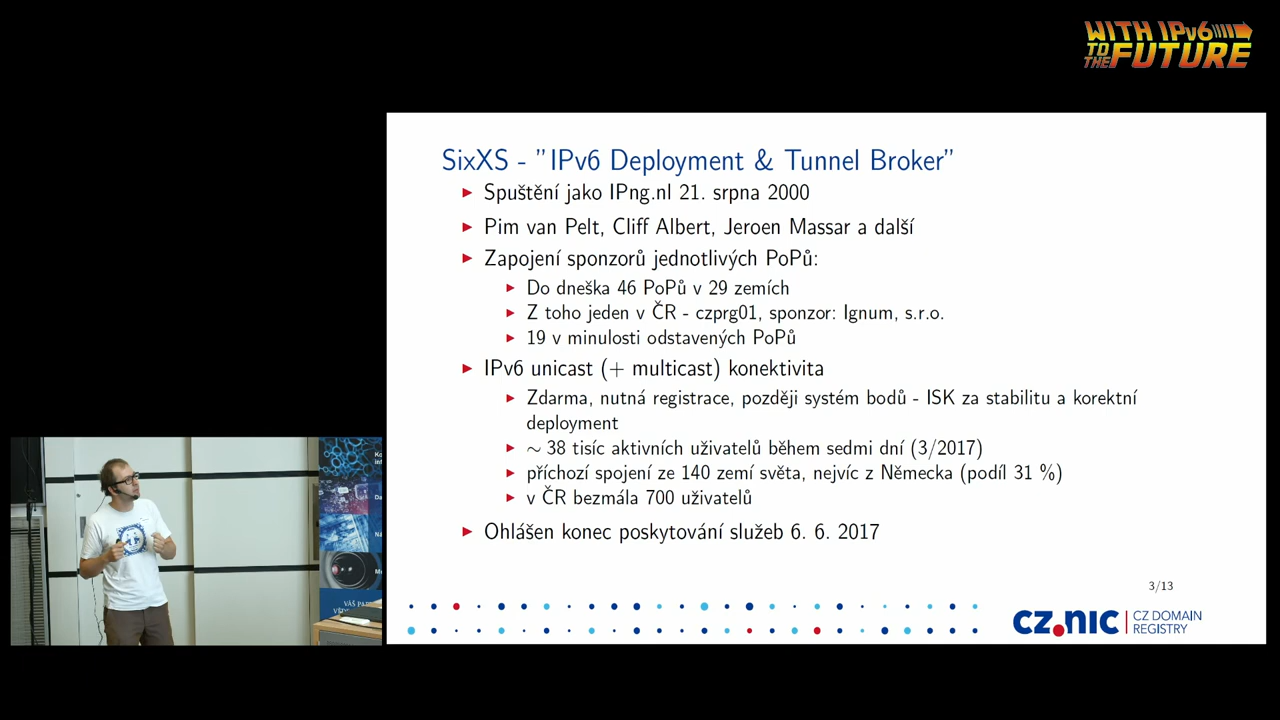 WITH IPv6
TO THE FUTURE
SixXS - "IPv6 Deployment & Tunnel Broker"
Spuštění jako IPng.nl 21. srpna 2000
Pim van Pelt, Cliff Albert, Jeroen Massar a další
Zapojení sponzorů jednotlivých PoPů:
Do dneška 46 PoPů v 29 zemích
Z toho jeden v ČR - czprg01, sponzor: Ignum, s.r.o.
19 v minulosti odstavených PoPů
IPv6 unicast (+ multicast) konektivita
Zdarma, nutná registrace, později systém bodů - ISK za stabilitu a korektní
deployment
~ 38 tisíc aktivních uživatelů během sedmi dní (3/2017)
příchozí spojení ze 140 zemí světa, nejvíc z Německa (podíl 31 %)
v ČR bezmála 700 uživatelů
Ohlášen konec poskytování služeb 6. 6. 2017
3/13
CZ.NIC | CZ DOMAIN
REGISTRY